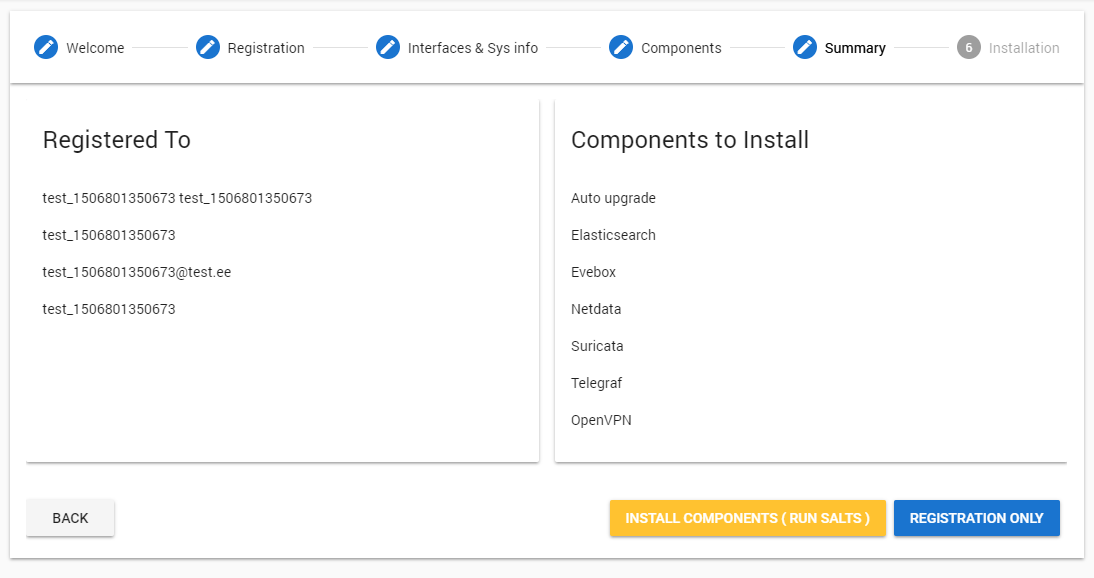 Welcome
Registration
Interfaces & Sys info
Components
Summary
6 Installation
Registered To
test_1506801350673 test_1506801350673
test_1506801350673
test_1506801350673@test.ee
test_1506801350673
Components to Install
Auto upgrade
Elasticsearch
Evebox
Netdata
Suricata
Telegraf
OpenVPN
BACK
INSTALL COMPONENTS ( RUN SALTS )
REGISTRATION ONLY